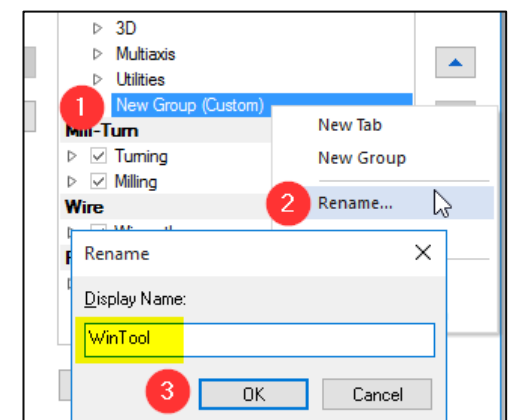 3D
Multiaxis
Utilities
1 New Group (Custom)
Mill-Turn
Turning
Milling
Wire
New Tab
New Group
2 Rename...
Rename
Display Name:
WinTool
3 OK Cancel